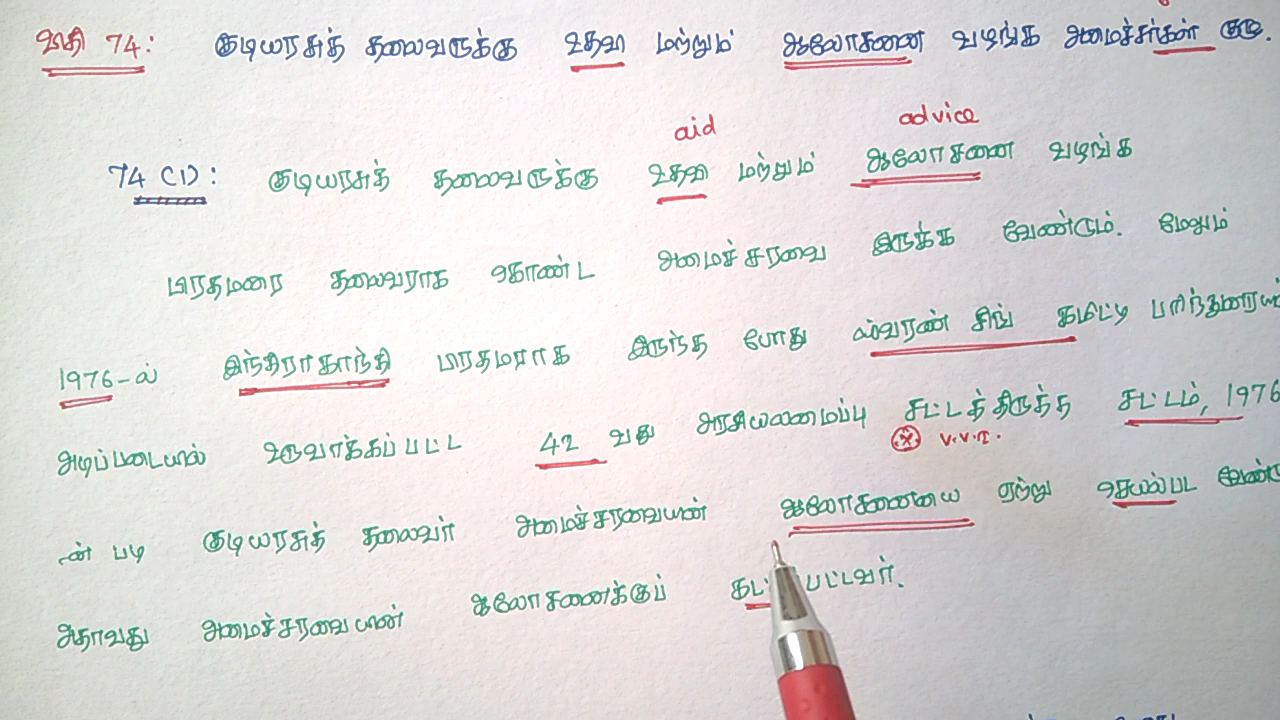 விதி 74: குடியரசுத் தலைவருக்கு உதவி மற்றும் ஆலோசனை வழங்க அமைச்சர்கள் குழு.
aid advice
74 (1): குடியரசுத் தலைவருக்கு உதவி மற்றும் ஆலோசனை வழங்க
பிரதமரை தலைவராக கொண்ட அமைச்சரவை இருக்க வேண்டும். மேலும்
1976-ல் இந்திராகாந்தி பிரதமராக இருந்த போது ஸ்வரண் சிங் கமிட்டி பரிந்துரையின்
அடிப்படையில் உருவாக்கப்பட்ட 42 வது அரசியலமைப்பு சட்டத்திருத்த சட்டம், 1976
V.V.I.
ன் படி குடியரசுத் தலைவர் அமைச்சரவையின் ஆலோசனையை ஏற்று செயல்பட
அதாவது அமைச்சரவையின் ஆலோசனைக்குப் பட்டவர்.